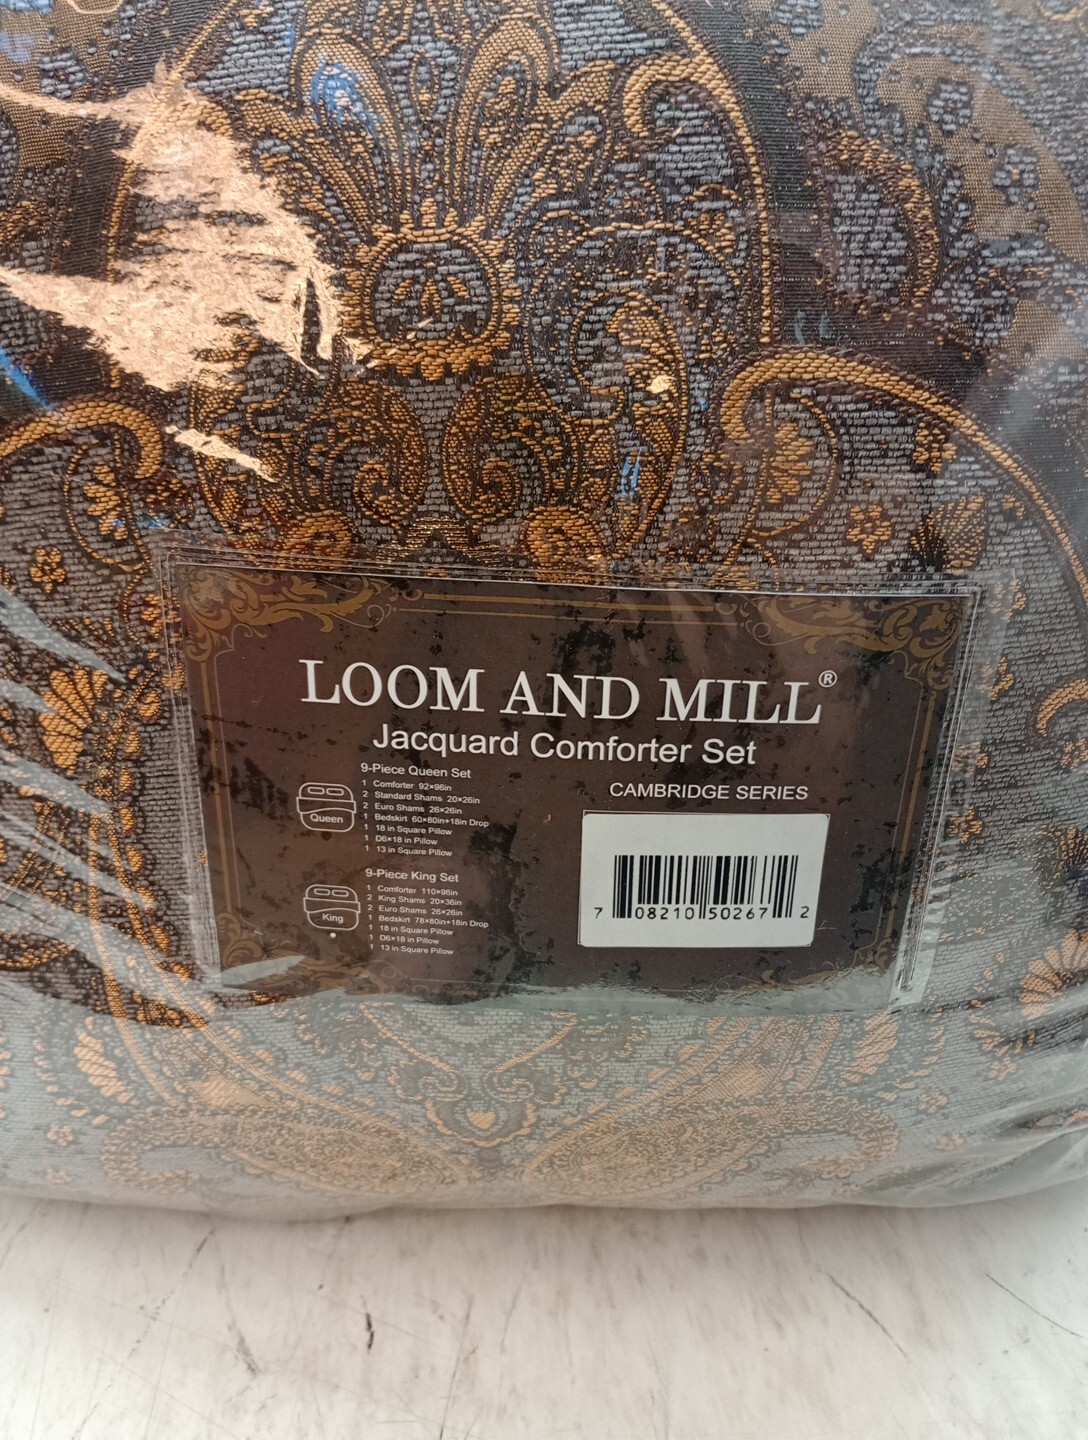 LOOM AND MILL®
Jacquard Comforter Set
9-Piece Queen Set
1 Comforter 92×96in
2 Standard Shams 20×26in
2 Euro Shams 26×26in
1 Bedskirt 60×80in+18in Drop
1 18 in Square Pillow
1 D6×18 in Pillow
1 13 in Square Pillow
Queen
9-Piece King Set
1 Comforter 110×96in
2 King Shams 20×36in
2 Euro Shams 26×26in
1 Bedskirt 78×80in+18in Drop
1 18 in Square Pillow
1 D6×18 in Pillow
1 13 in Square Pillow
King
CAMBRIDGE SERIES
7 08210 50267 2